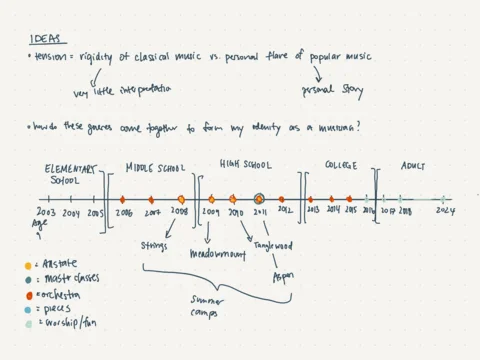 IDEAS
• tension = rigidity of classical music vs. personal flare of popular music
very little interpretatio
personal story
• how do these genres come together to form my identity as a musician?
ELEMENTARY SCHOOL
MIDDLE SCHOOL
HIGH SCHOOL
COLLEGE
ADULT
2003 2004 2005 2006 2007 2008 2009 2010 2011 2012 2013 2014 2015 2016 2017 2018 2024
Age 9
Strings
Meadowmount
Tanglewood
Aspen
Summer camps
= Allstate
= master classes
= orchestra
= pieces
= worship/fun